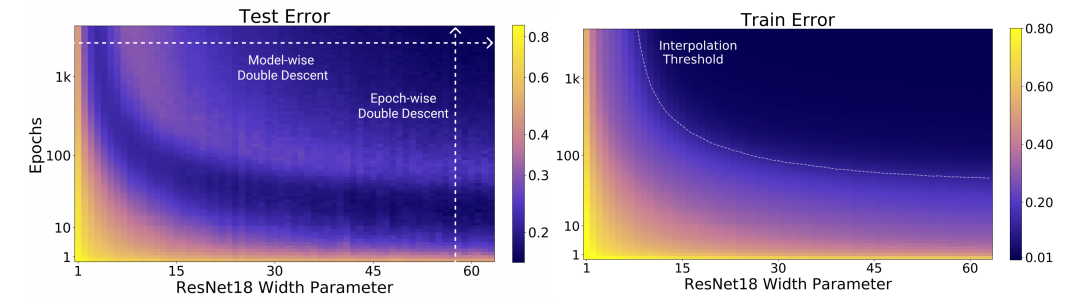 Test Error
Model-wise
Double Descent
Epoch-wise
Double Descent
Epochs
1k
100
10
1
1
15
30
45
60
ResNet18 Width Parameter
0.8
0.6
0.4
0.3
0.2
Train Error
Interpolation
Threshold
1k
100
10
1
1
15
30
45
60
ResNet18 Width Parameter
0.80
0.60
0.40
0.20
0.01